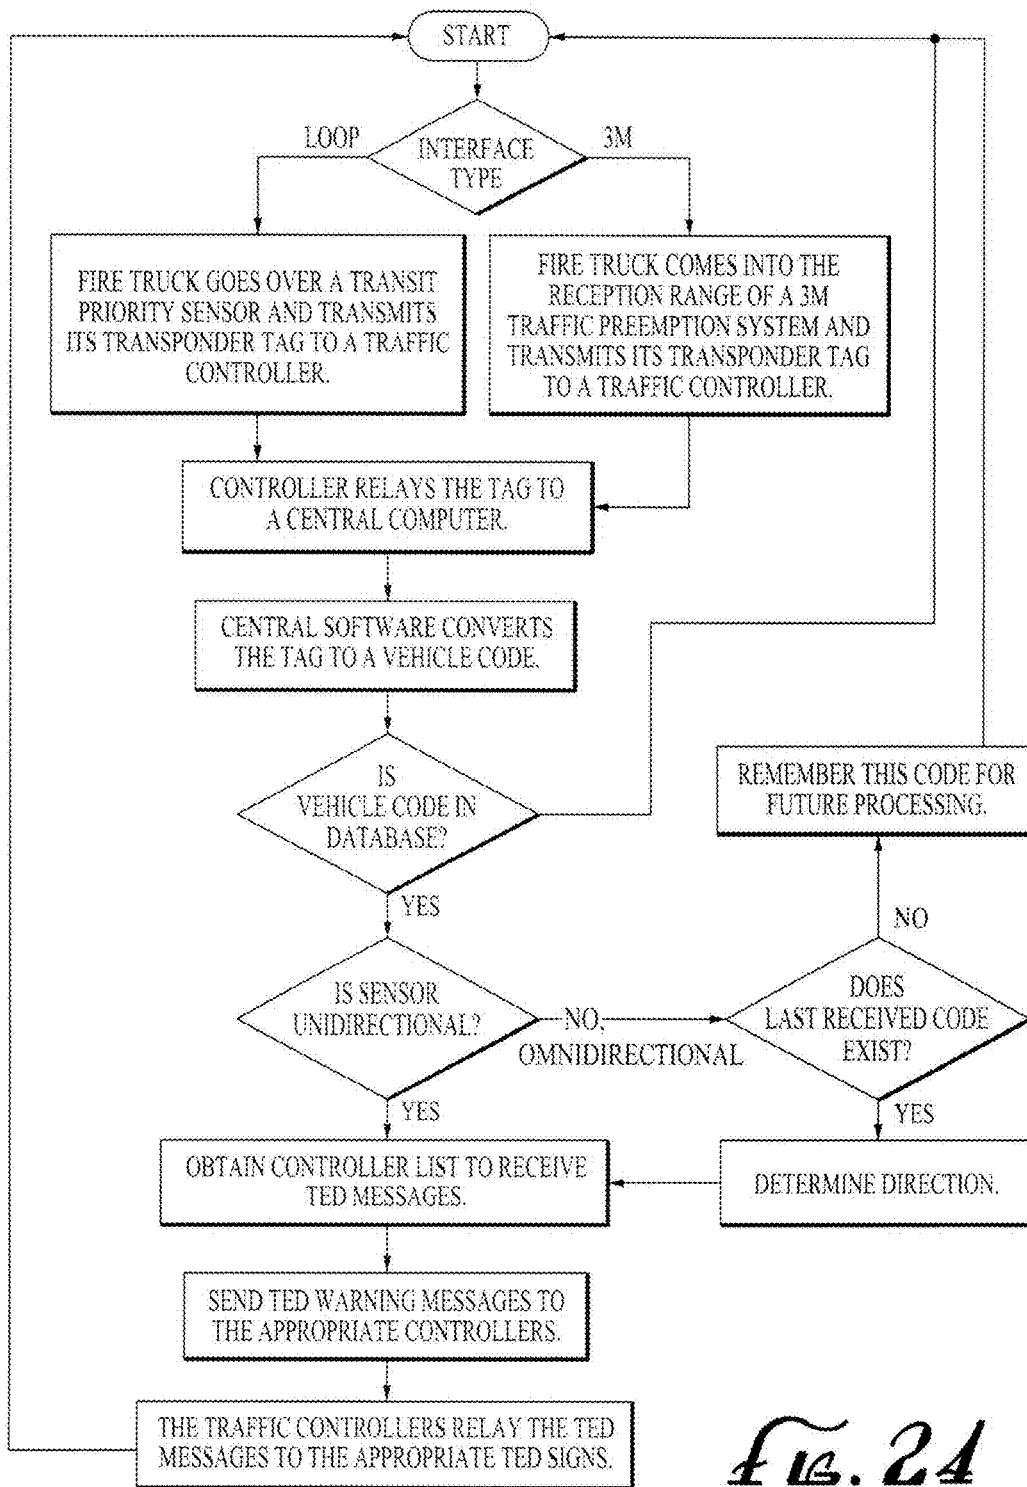 START
LOOP
INTERFACE
TYPE
3M
FIRE TRUCK GOES OVER A TRANSIT
PRIORITY SENSOR AND TRANSMITS
ITS TRANSPONDER TAG TO A TRAFFIC
CONTROLLER.
FIRE TRUCK COMES INTO THE
RECEPTION RANGE OF A 3M
TRAFFIC PREEMPTION SYSTEM AND
TRANSMITS ITS TRANSPONDER TAG
TO A TRAFFIC CONTROLLER.
CONTROLLER RELAYS THE TAG TO
A CENTRAL COMPUTER.
CENTRAL SOFTWARE CONVERTS
THE TAG TO A VEHICLE CODE.
IS
VEHICLE CODE IN
DATABASE?
REMEMBER THIS CODE FOR
FUTURE PROCESSING.
YES
NO
IS SENSOR
UNIDIRECTIONAL?
NO,
OMNIDIRECTIONAL
DOES
LAST RECEIVED CODE
EXIST?
YES
YES
OBTAIN CONTROLLER LIST TO RECEIVE
TED MESSAGES.
DETERMINE DIRECTION.
SEND TED WARNING MESSAGES TO
THE APPROPRIATE CONTROLLERS.
THE TRAFFIC CONTROLLERS RELAY THE TED
MESSAGES TO THE APPROPRIATE TED SIGNS.
FIG. 21